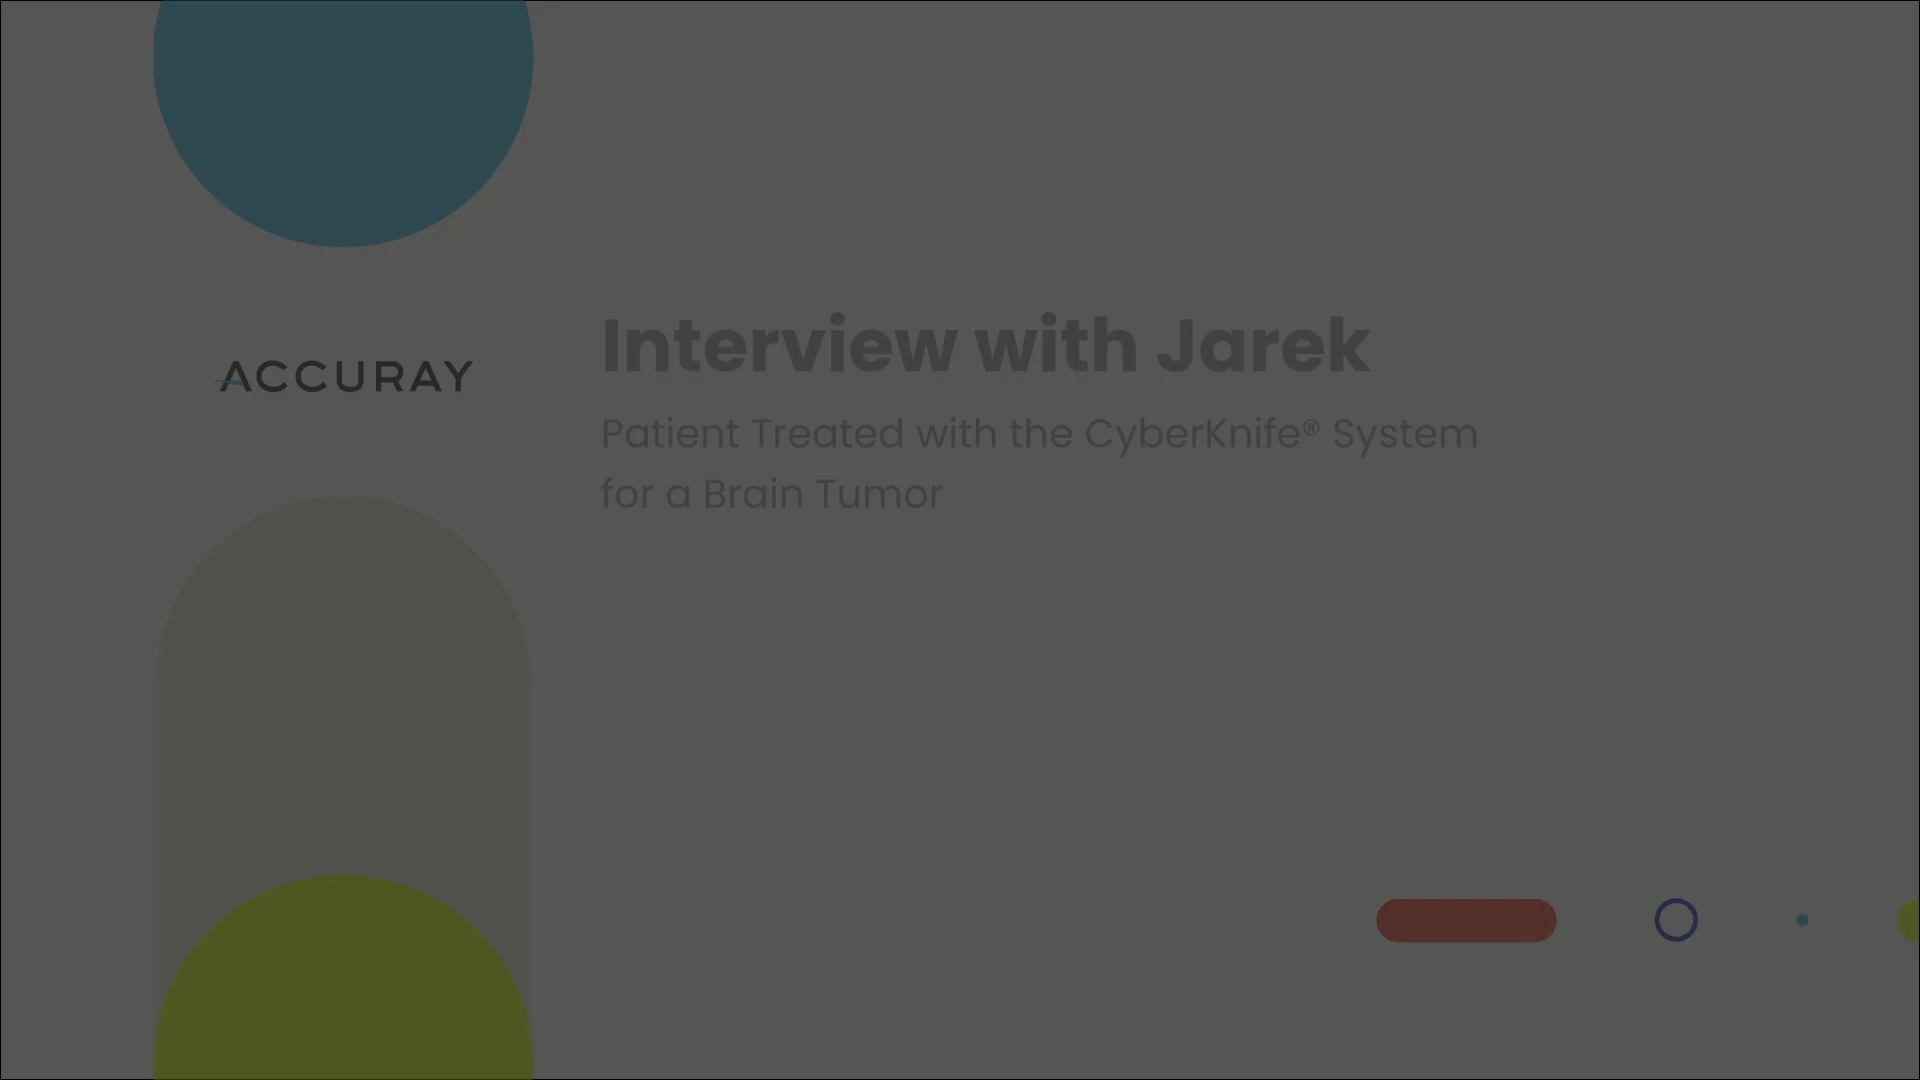 ACCURAY
Interview with Jarek
Patient Treated with the CyberKnife® System
for a Brain Tumor